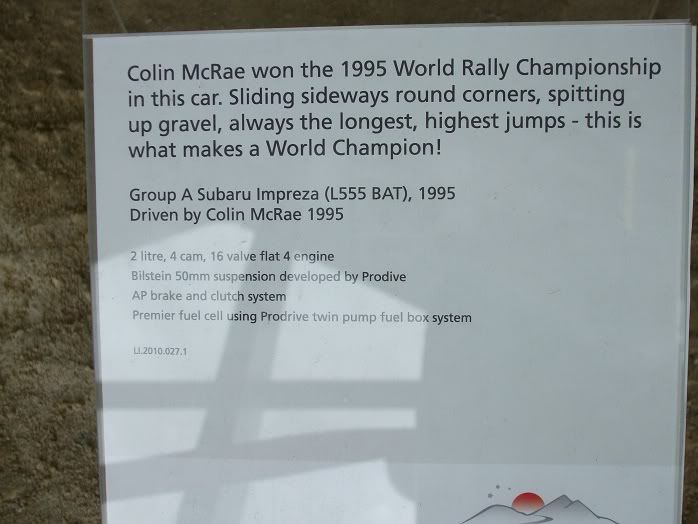 Colin McRae won the 1995 World Rally Championship
in this car. Sliding sideways round corners, spitting
up gravel, always the longest, highest jumps - this is
what makes a World Champion!
Group A Subaru Impreza (L555 BAT), 1995
Driven by Colin McRae 1995
2 litre, 4 cam, 16 valve flat 4 engine
Bilstein 50mm suspension developed by Prodive
AP brake and clutch system
Premier fuel cell using Prodrive twin pump fuel box system
LI.2010.027.1